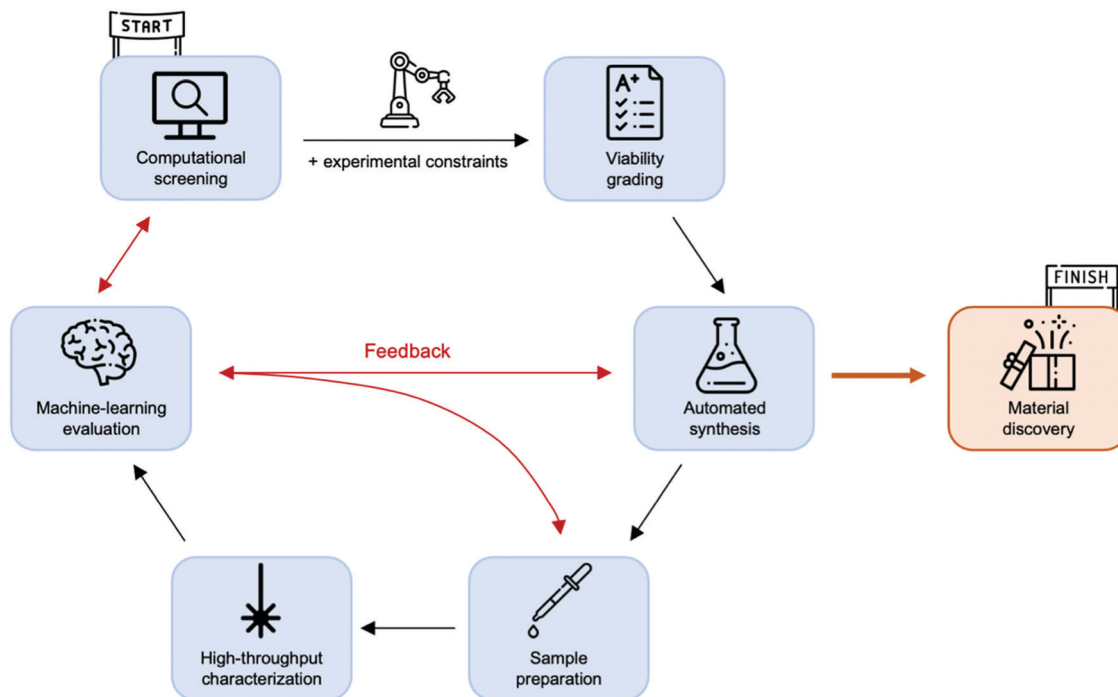 START
Computational
screening
+ experimental constraints
A+
Viability
grading
FINISH
Feedback
Machine-learning
evaluation
Automated
synthesis
Material
discovery
High-throughput
characterization
Sample
preparation